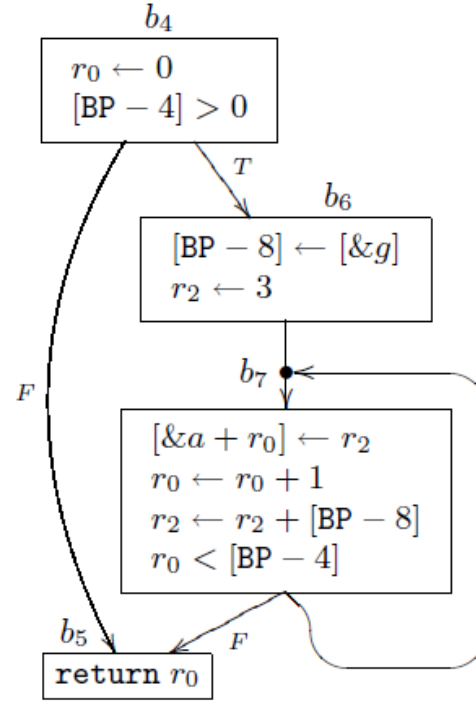 b₄
r₀ ← 0
[BP − 4] > 0
T
b₆
[BP − 8] ← [&g]
r₂ ← 3
F
b₇
[&a + r₀] ← r₂
r₀ ← r₀ + 1
r₂ ← r₂ + [BP − 8]
r₀ < [BP − 4]
F
b₅
return r₀